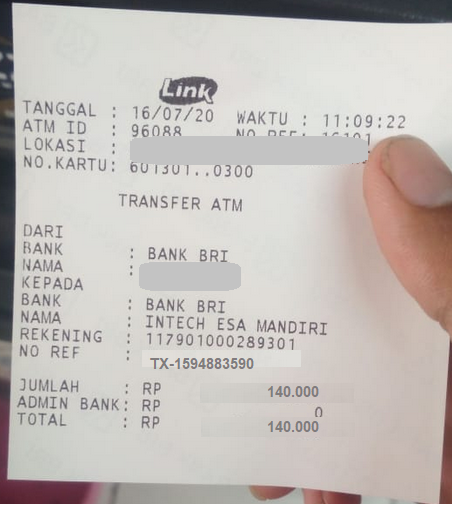 Link
TANGGAL : 16/07/20 WAKTU : 11:09:22
ATM ID : 96088 NO REF: 16101
LOKASI :
NO.KARTU: 601301..0300
TRANSFER ATM
DARI
BANK : BANK BRI
NAMA :
KEPADA
BANK : BANK BRI
NAMA : INTECH ESA MANDIRI
REKENING : 117901000289301
NO REF : TX-1594883590
JUMLAH : RP 140.000
ADMIN BANK: RP 0
TOTAL : RP 140.000